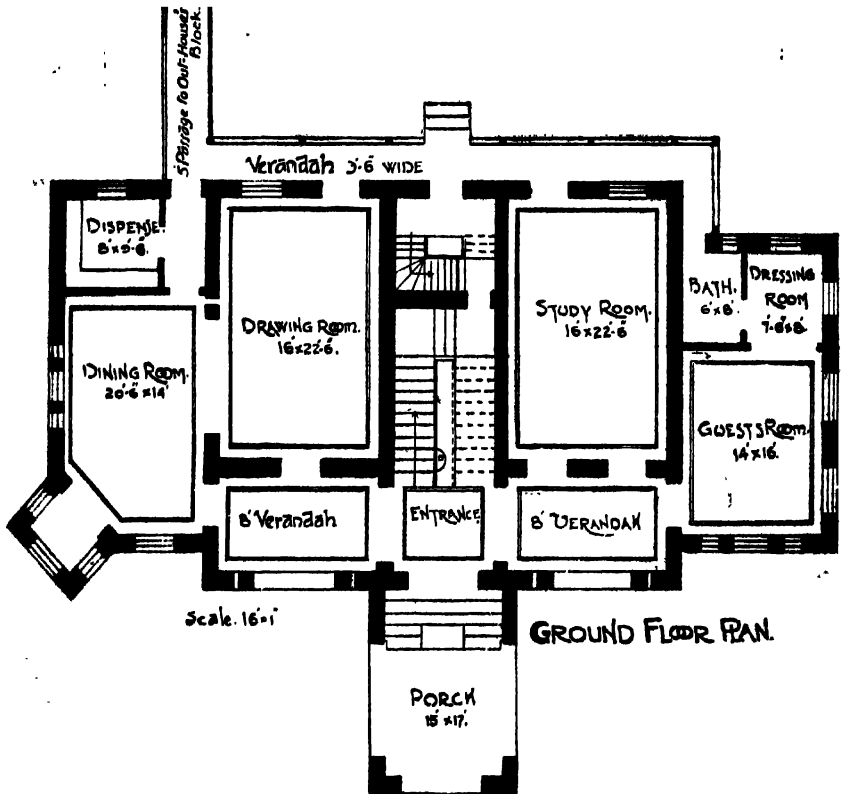 5' Passage to Out-Houses
Block.
Verandah 3'-6" WIDE
DISPENSE.
8'x9'-6"
DRAWING ROOM.
16'x22'-6".
STUDY ROOM.
16'x22'-6"
BATH.
6'x8'.
DRESSING
ROOM
7'-6"x8'.
DINING ROOM.
20'-6"x14'
GUESTS ROOM.
14'x16'.
8' Verandah
ENTRANCE.
8' VERANDAH
Scale. 16'=1"
GROUND FLOOR PLAN.
PORCH
15'x17'.